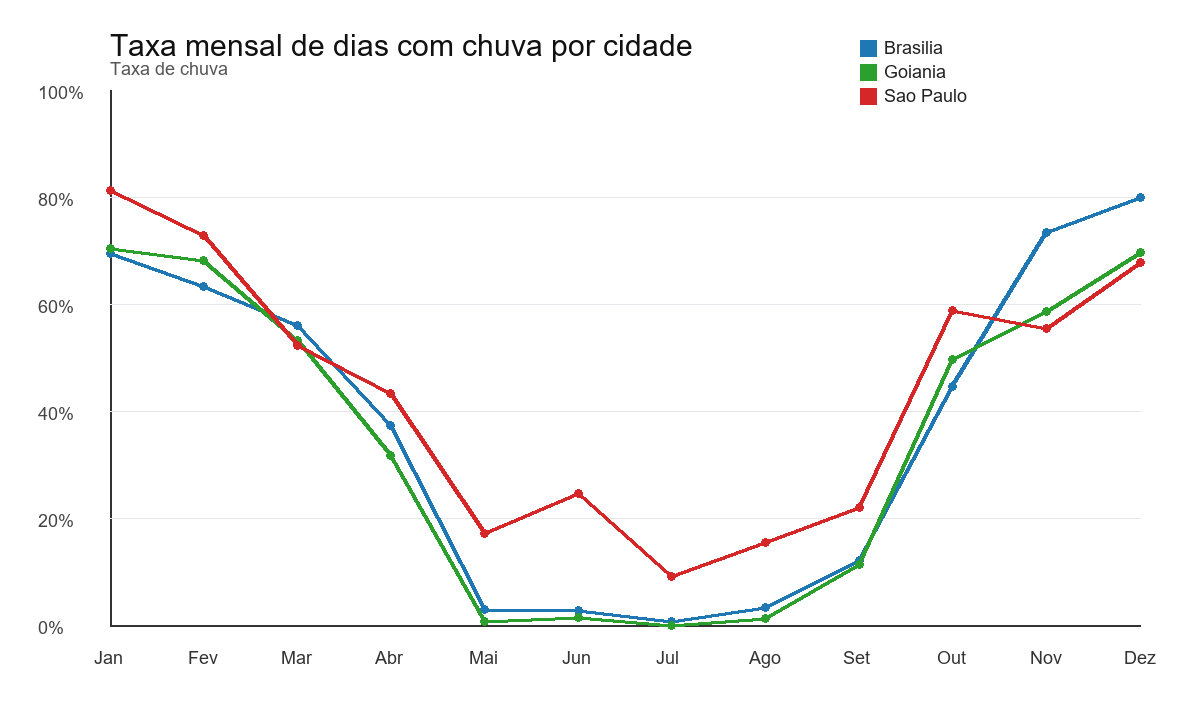 Taxa mensal de dias com chuva por cidade
Taxa de chuva
Brasilia
Goiania
Sao Paulo
100%
80%
60%
40%
20%
0%
Jan Fev Mar Abr Mai Jun Jul Ago Set Out Nov Dez